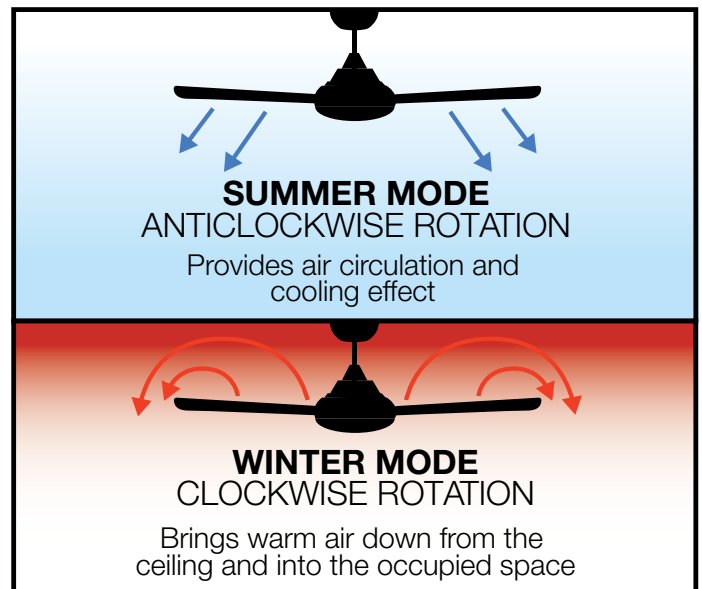 SUMMER MODE
ANTICLOCKWISE ROTATION
Provides air circulation and
cooling effect
WINTER MODE
CLOCKWISE ROTATION
Brings warm air down from the
ceiling and into the occupied space